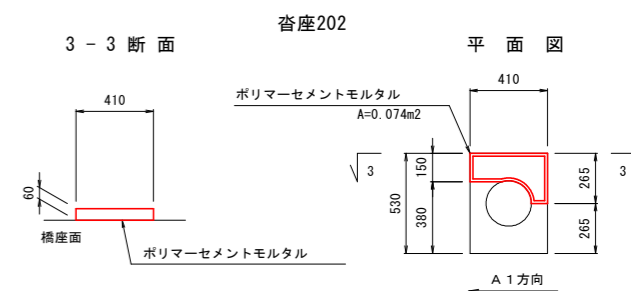 沓座202
3-3断面
平面図
410
410
ポリマーセメントモルタル
A=0.074m2
3
3
150
265
60
530
380
265
橋座面
ポリマーセメントモルタル
A1方向